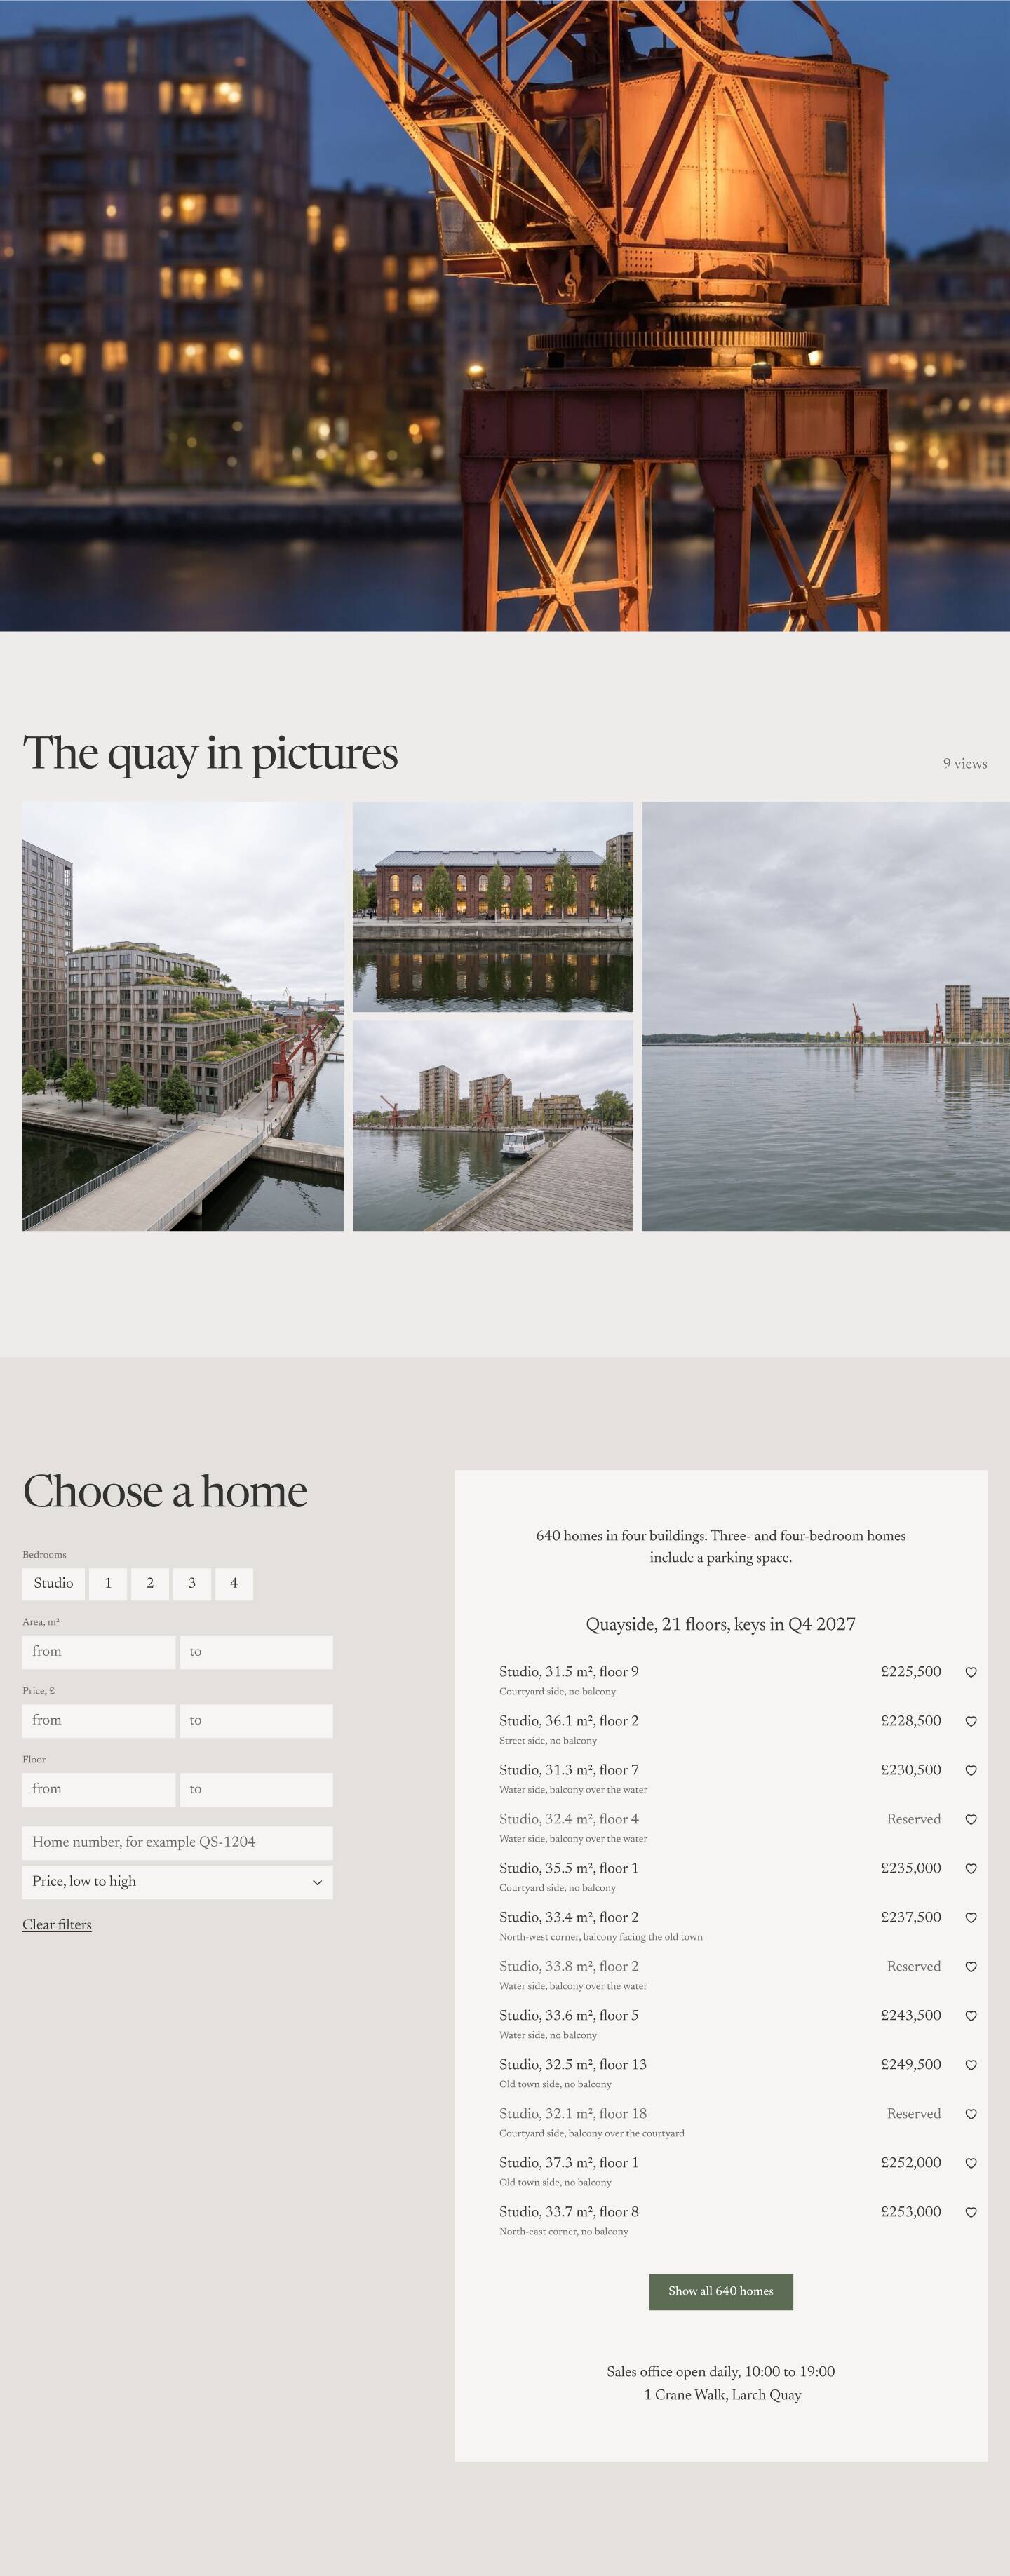 The quay in pictures
9 views
Choose a home
Bedrooms
Studio
1
2
3
4
Area, m²
from
to
Price, £
from
to
Floor
from
to
Home number, for example QS-1204
Price, low to high
Clear filters
640 homes in four buildings. Three- and four-bedroom homes
include a parking space.
Quayside, 21 floors, keys in Q4 2027
Studio, 31.5 m², floor 9
£225,500
Courtyard side, no balcony
Studio, 36.1 m², floor 2
£228,500
Street side, no balcony
Studio, 31.3 m², floor 7
£230,500
Water side, balcony over the water
Studio, 32.4 m², floor 4
Reserved
Water side, balcony over the water
Studio, 35.5 m², floor 1
£235,000
Courtyard side, no balcony
Studio, 33.4 m², floor 2
£237,500
North-west corner, balcony facing the old town
Studio, 33.8 m², floor 2
Reserved
Water side, balcony over the water
Studio, 33.6 m², floor 5
£243,500
Water side, no balcony
Studio, 32.5 m², floor 13
£249,500
Old town side, no balcony
Studio, 32.1 m², floor 18
Reserved
Courtyard side, balcony over the courtyard
Studio, 37.3 m², floor 1
£252,000
Old town side, no balcony
Studio, 33.7 m², floor 8
£253,000
North-east corner, no balcony
Show all 640 homes
Sales office open daily, 10:00 to 19:00
1 Crane Walk, Larch Quay